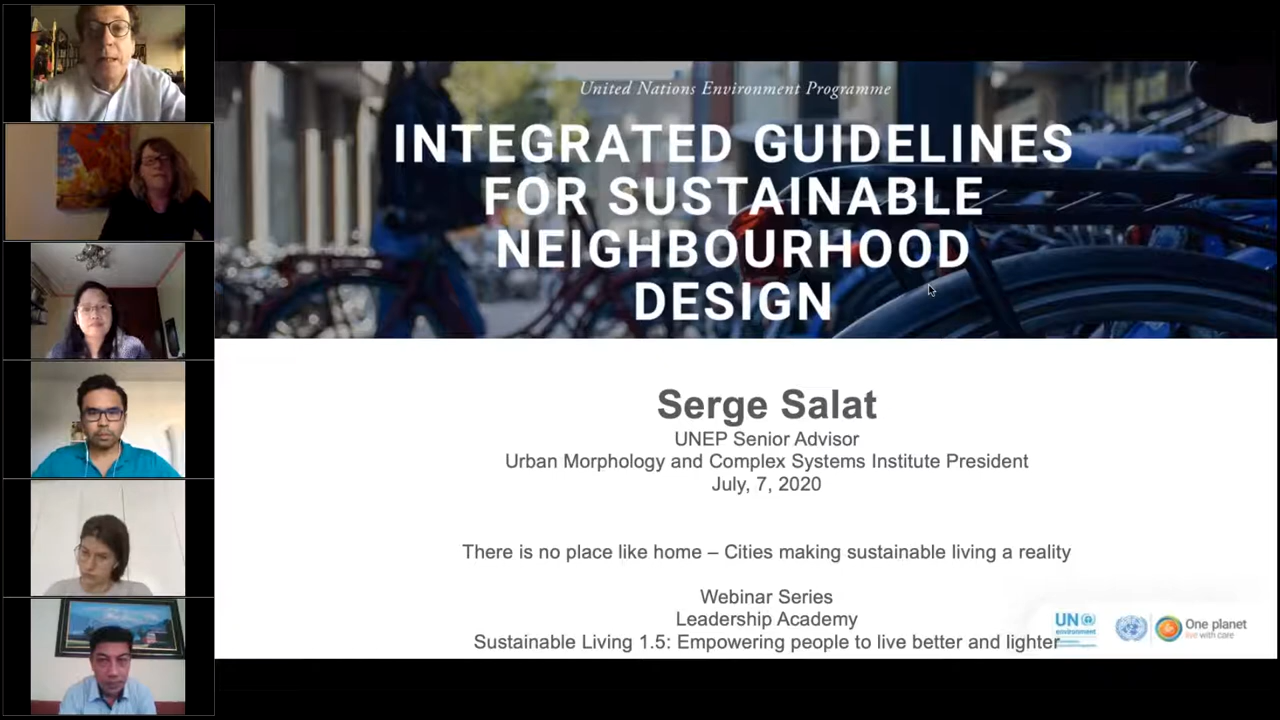 United Nations Environment Programme
INTEGRATED GUIDELINES
FOR SUSTAINABLE
NEIGHBOURHOOD
DESIGN
Serge Salat
UNEP Senior Advisor
Urban Morphology and Complex Systems Institute President
July, 7, 2020
There is no place like home – Cities making sustainable living a reality
Webinar Series
Leadership Academy
Sustainable Living 1.5: Empowering people to live better and lighter
UN
environment
One planet
live with care